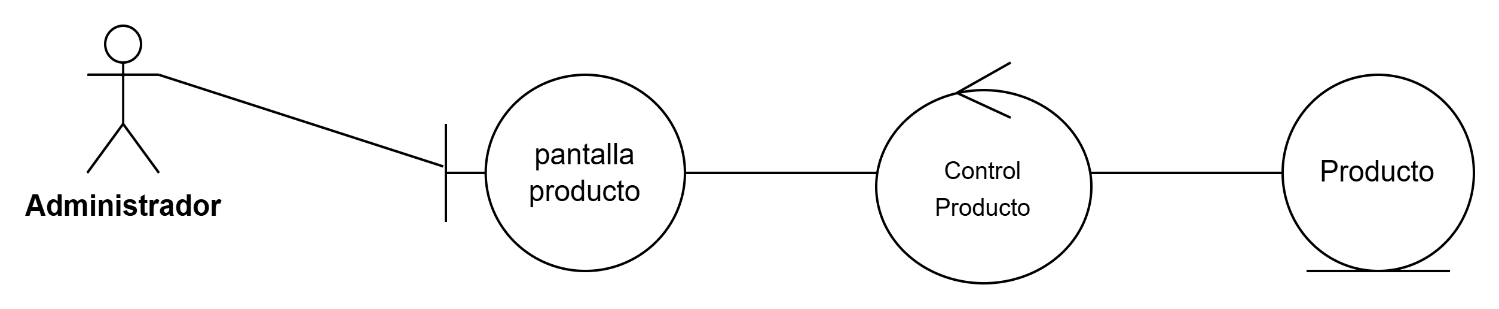 Administrador
pantalla
producto
Control
Producto
Producto